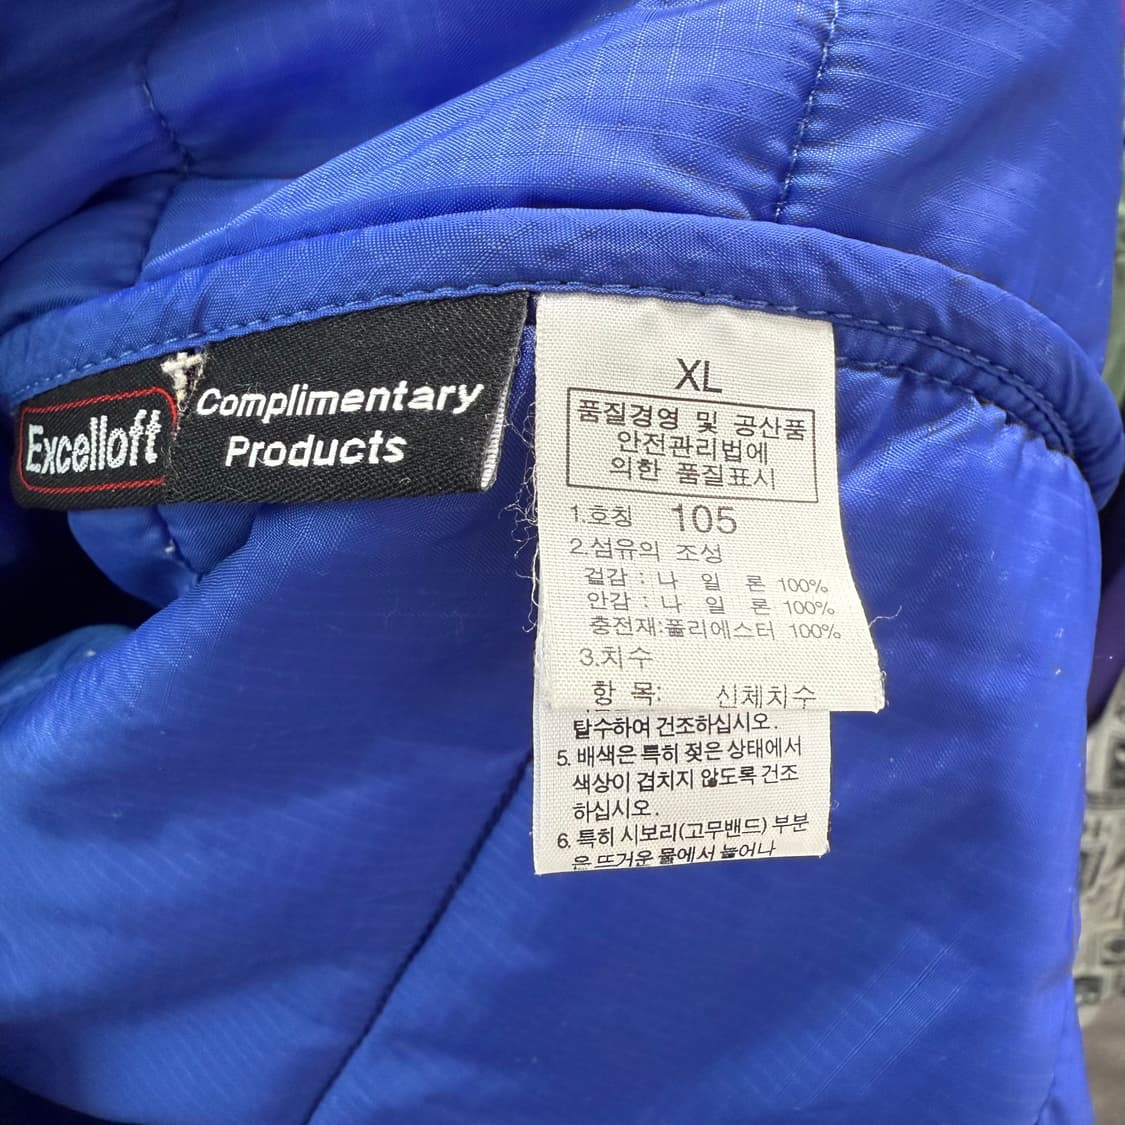 Excelloft
Complimentary
Products
XL
품질경영 및 공산품
안전관리법에
의한 품질표시
1.호칭 105
2.섬유의 조성
겉감 : 나 일 론 100%
안감 : 나 일 론 100%
충전재:폴리에스터 100%
3.치수
항 목: 신체치수
탈수하여 건조하십시오.
5. 배색은 특히 젖은 상태에서
색상이 겹치지 않도록 건조
하십시오.
6. 특히 시보리(고무밴드) 부분
은 뜨거운 물에서 늘어나